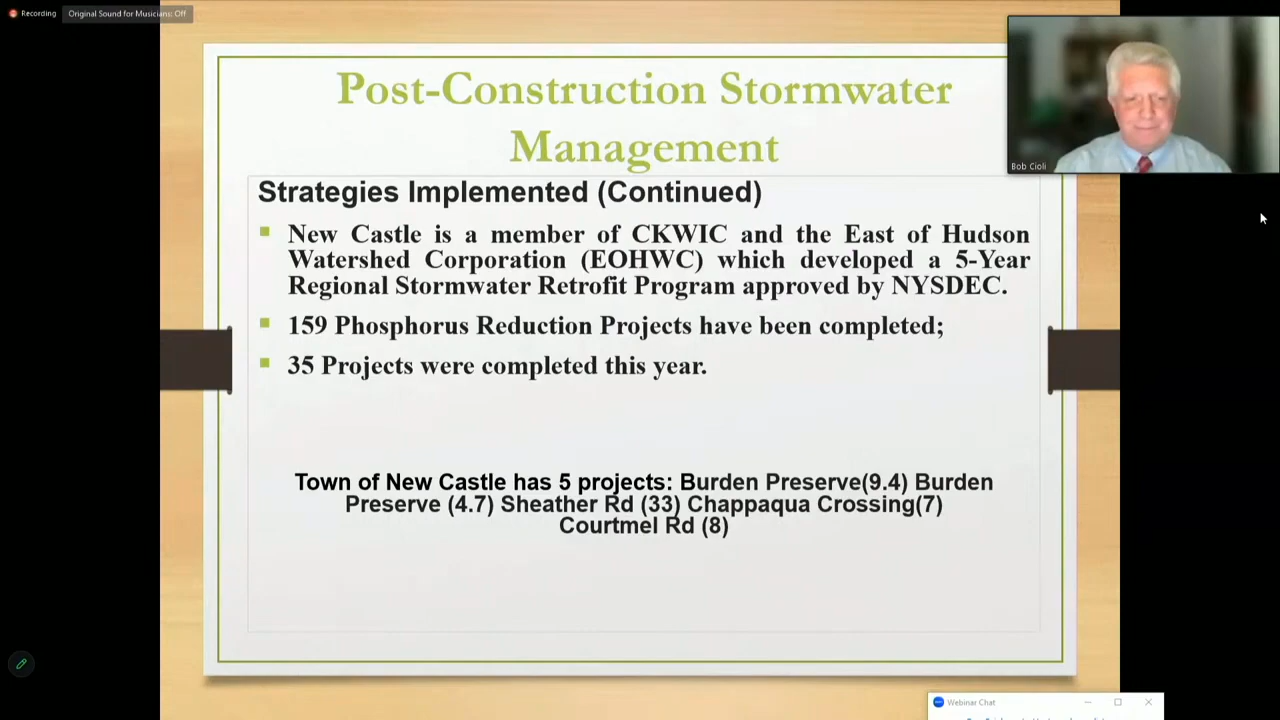 Recording
Original Sound for Musicians: Off
Post-Construction Stormwater
Management
Bob Cioli
Strategies Implemented (Continued)
New Castle is a member of CKWIC and the East of Hudson
Watershed Corporation (EOHWC) which developed a 5-Year
Regional Stormwater Retrofit Program approved by NYSDEC.
159 Phosphorus Reduction Projects have been completed;
35 Projects were completed this year.
Town of New Castle has 5 projects: Burden Preserve(9.4) Burden
Preserve (4.7) Sheather Rd (33) Chappaqua Crossing(7)
Courtmel Rd (8)
Webinar Chat